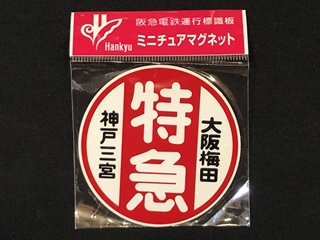 Hankyu
阪急電鉄運行標識板
ミニチュアマグネット
特急
大阪梅田
神戸三宮